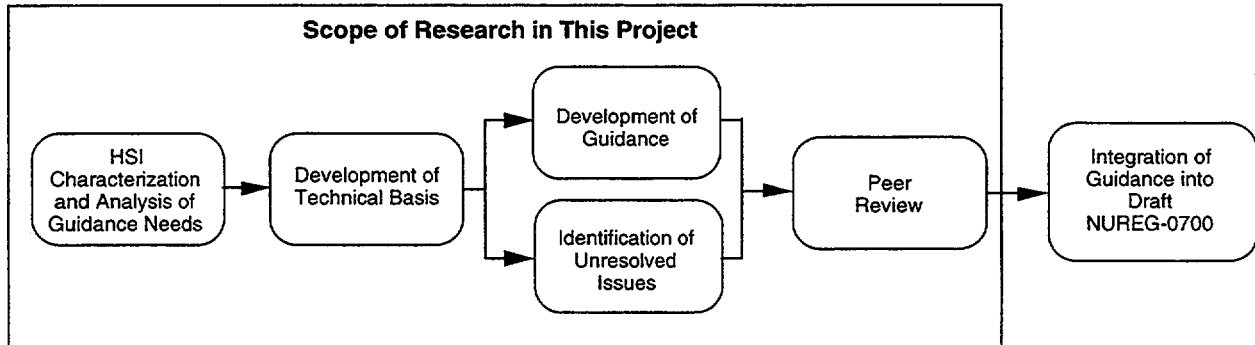 Scope of Research in This Project
HSI
Characterization
and Analysis of
Guidance Needs
Development of
Technical Basis
Development of
Guidance
Identification of
Unresolved
Issues
Peer
Review
Integration of
Guidance into
Draft
NUREG-0700